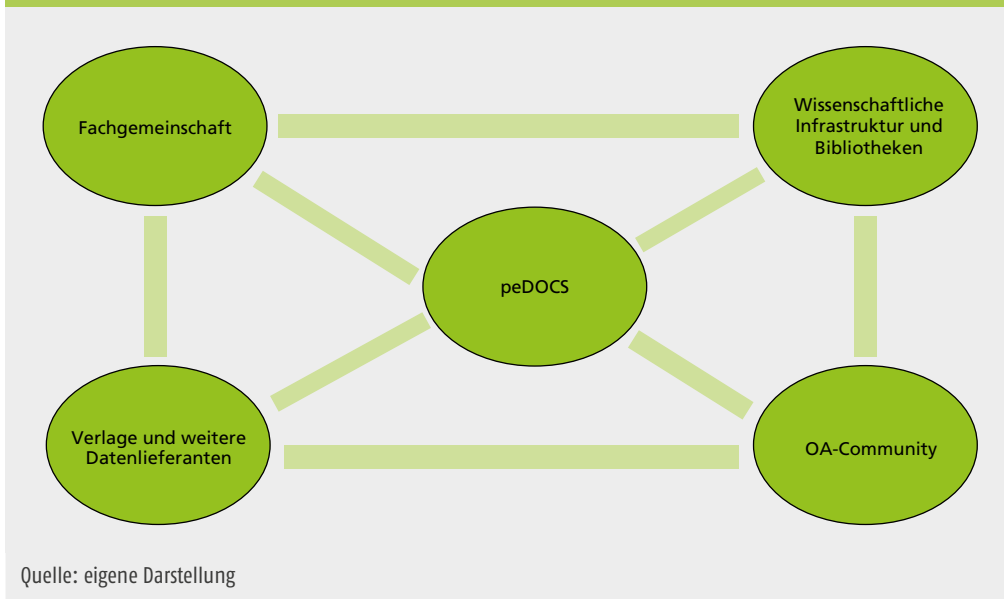 Fachgemeinschaft
Wissenschaftliche
Infrastruktur und
Bibliotheken
peDOCS
Verlage und weitere
Datenlieferanten
OA-Community
Quelle: eigene Darstellung